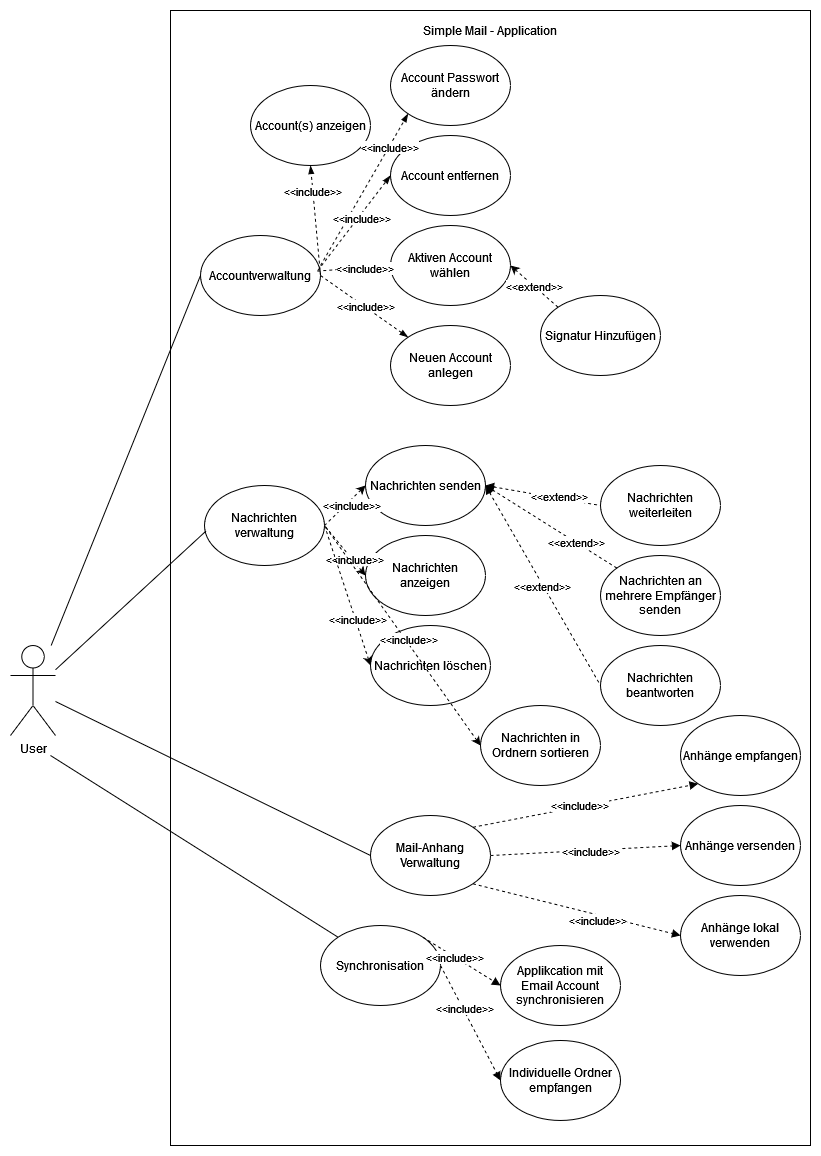 Simple Mail - Application
Account Passwort
ändern
Account(s) anzeigen
<<include>>
Account entfernen
<<include>>
<<include>>
Aktiven Account
wählen
Accountverwaltung
<<include>>
<<extend>>
<<include>>
Signatur Hinzufügen
Neuen Account
anlegen
Nachrichten senden
Nachrichten
verwaltung
<<include>>
<<extend>>
Nachrichten
weiterleiten
<<extend>>
<<include>>
Nachrichten
anzeigen
<<extend>>
Nachrichten an
mehrere Empfänger
senden
<<include>>
<<include>>
Nachrichten löschen
Nachrichten
beantworten
User
Nachrichten in
Ordnern sortieren
Anhänge empfangen
<<include>>
Mail-Anhang
Verwaltung
<<include>>
Anhänge versenden
<<include>>
Anhänge lokal
verwenden
Synchronisation
<<include>>
Applikcation mit
Email Account
synchronisieren
<<include>>
Individuelle Ordner
empfangen